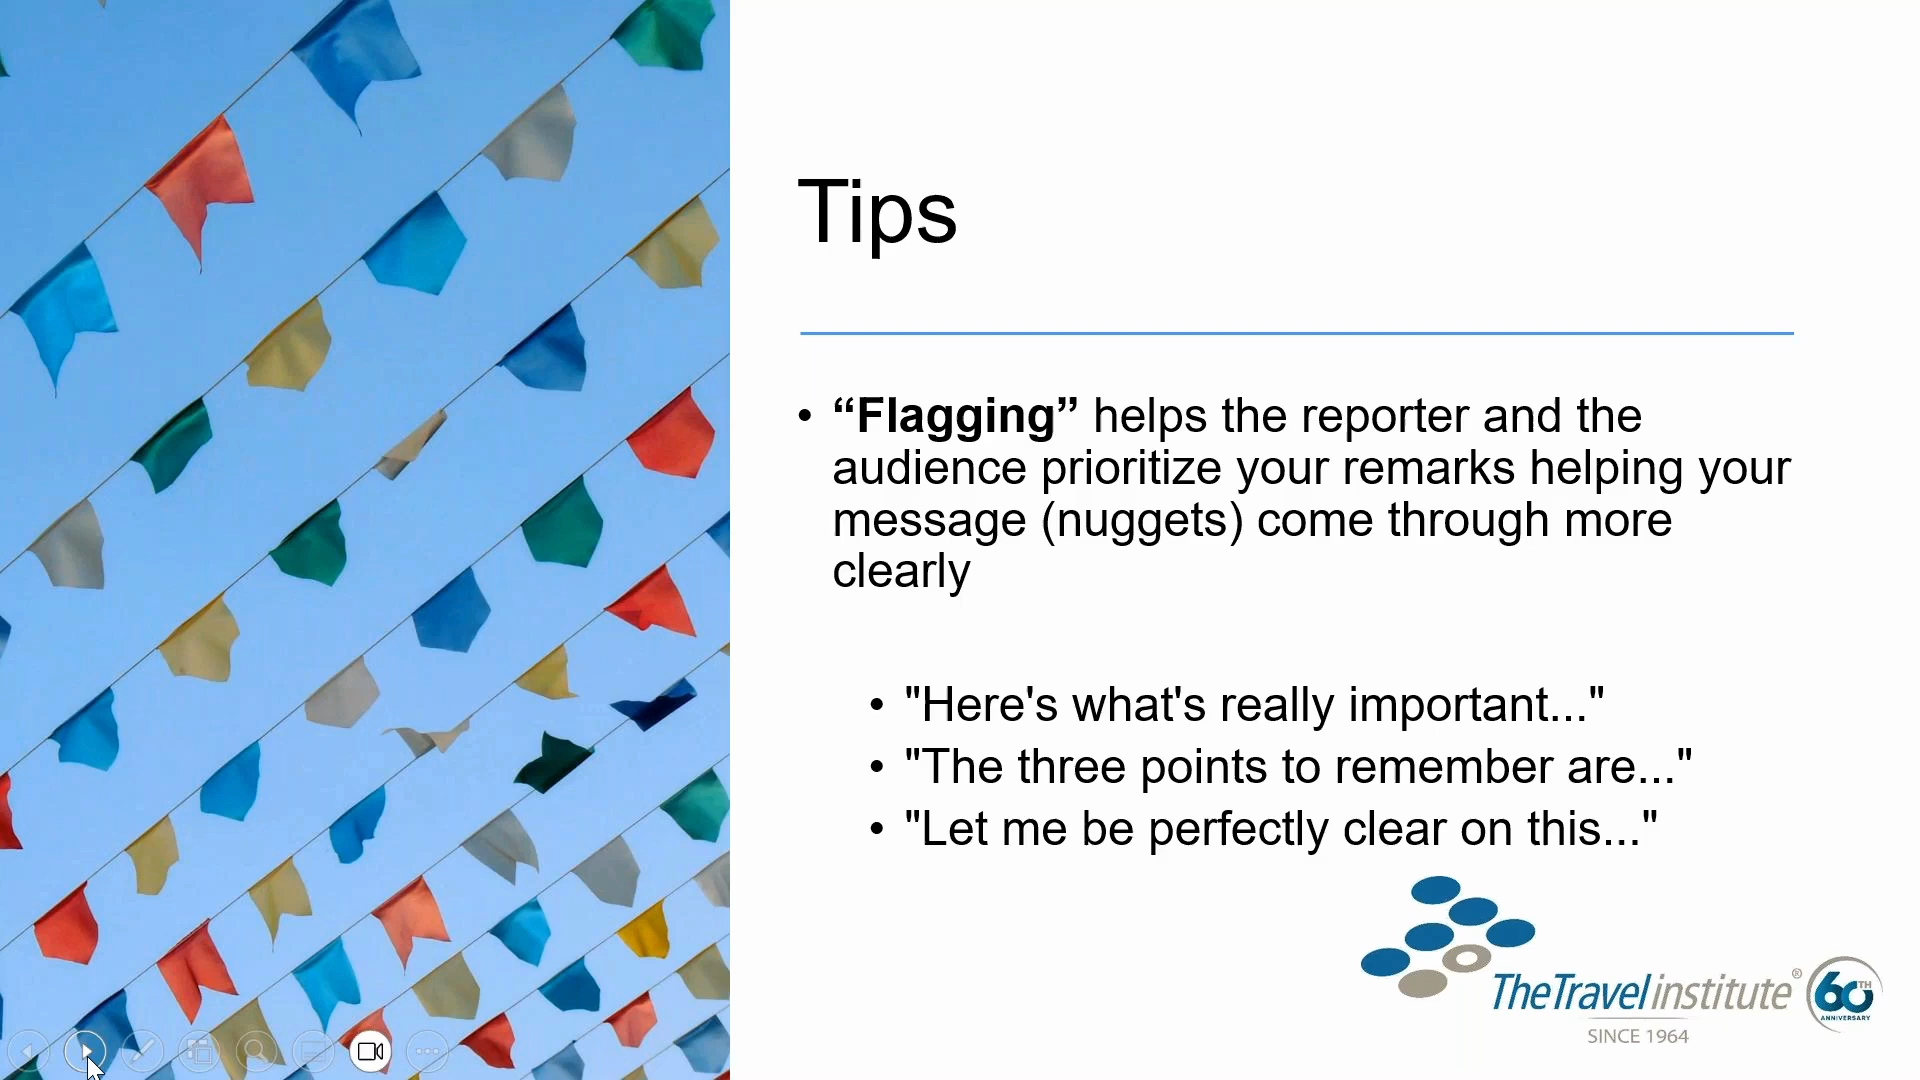 Tips
• “Flagging” helps the reporter and the
audience prioritize your remarks helping your
message (nuggets) come through more
clearly
• "Here's what's really important..."
• "The three points to remember are..."
• "Let me be perfectly clear on this..."
TheTravelinstitute®
SINCE 1964
60TH
ANNIVERSARY